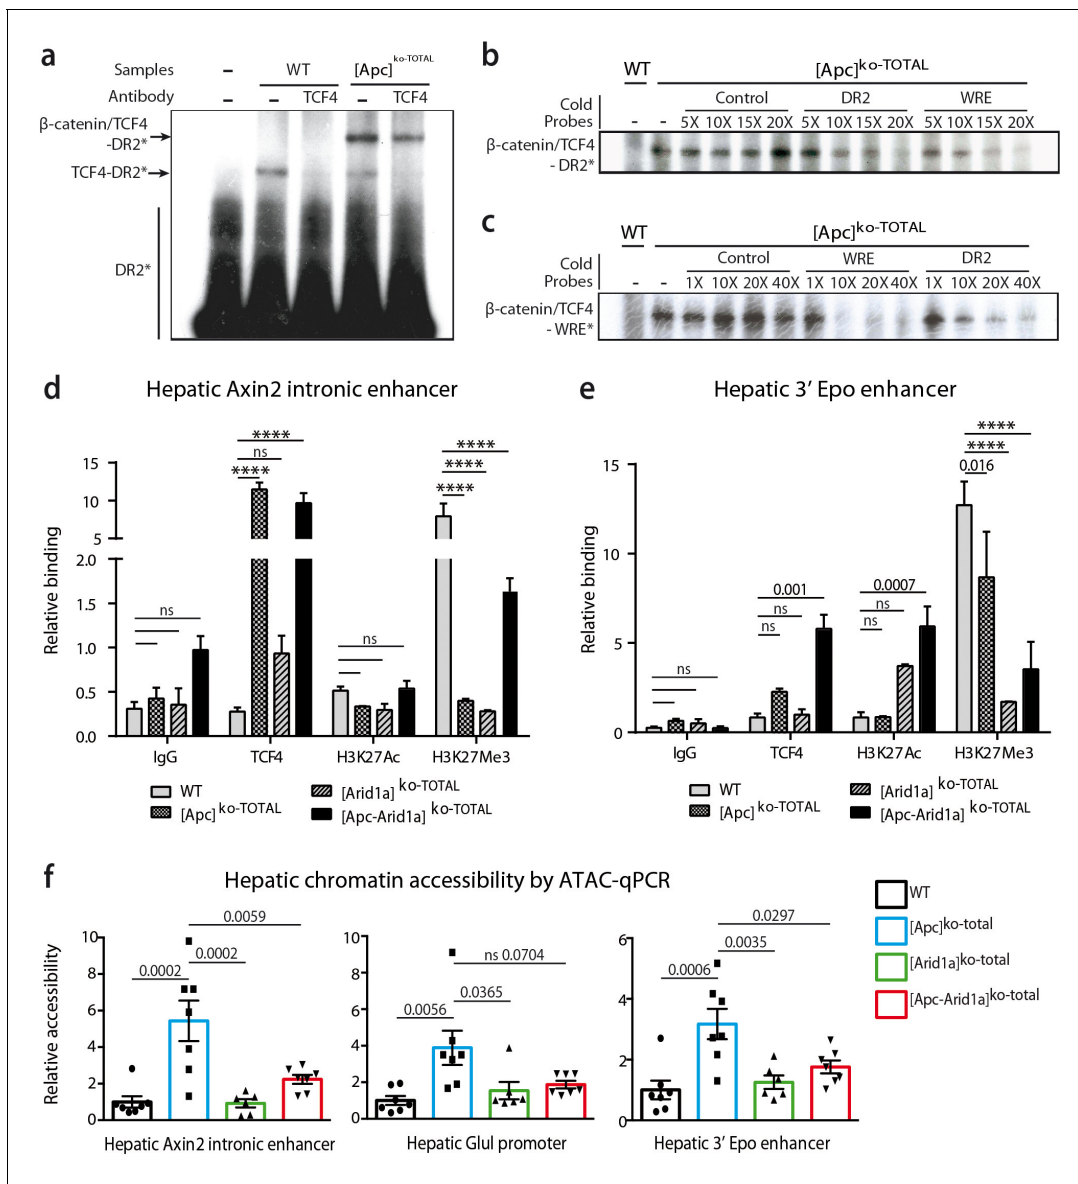 a
Samples – WT [Apc]ko-TOTAL
Antibody – – TCF4 – TCF4
β-catenin/TCF4
-DR2*
TCF4-DR2*
DR2*
b
WT [Apc]ko-TOTAL
Cold Control DR2 WRE
Probes - - 5X 10X 15X 20X 5X 10X 15X 20X 5X 10X 15X 20X
β-catenin/TCF4
- DR2*
c
WT [Apc]ko-TOTAL
Cold Control WRE DR2
Probes - - 1X 10X 20X 40X 1X 10X 20X 40X 1X 10X 20X 40X
β-catenin/TCF4
- WRE*
d Hepatic Axin2 intronic enhancer
Relative binding
15
10
5
2.0
1.5
1.0
0.5
0.0
ns
****
ns
****
ns
****
****
****
IgG TCF4 H3K27Ac H3K27Me3
WT
[Apc]ko-TOTAL
[Arid1a]ko-TOTAL
[Apc-Arid1a]ko-TOTAL
e Hepatic 3′ Epo enhancer
Relative binding
15
10
5
0
ns
0.001
ns
ns
0.0007
ns
ns
****
****
0.016
IgG TCF4 H3K27Ac H3K27Me3
WT
[Apc]ko-TOTAL
[Arid1a]ko-TOTAL
[Apc-Arid1a]ko-TOTAL
f Hepatic chromatin accessibility by ATAC-qPCR
Relative accessibility
10
8
6
4
2
0
0.0059
0.0002
0.0002
Hepatic Axin2 intronic enhancer
10
8
6
4
2
0
ns 0.0704
0.0365
0.0056
Hepatic Glul promoter
6
4
2
0
0.0297
0.0035
0.0006
Hepatic 3′ Epo enhancer
WT
[Apc]ko-total
[Arid1a]ko-total
[Apc-Arid1a]ko-total